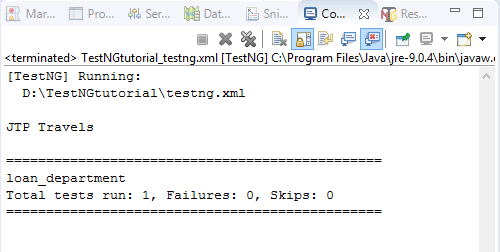 Mar... Pro... Ser... Dat... Sni... Co... Res...
<terminated> TestNGtutorial_testng.xml [TestNG] C:\Program Files\Java\jre-9.0.4\bin\javaw.e
[TestNG] Running:
D:\TestNGtutorial\testng.xml
JTP Travels
===============================================
loan_department
Total tests run: 1, Failures: 0, Skips: 0
===============================================